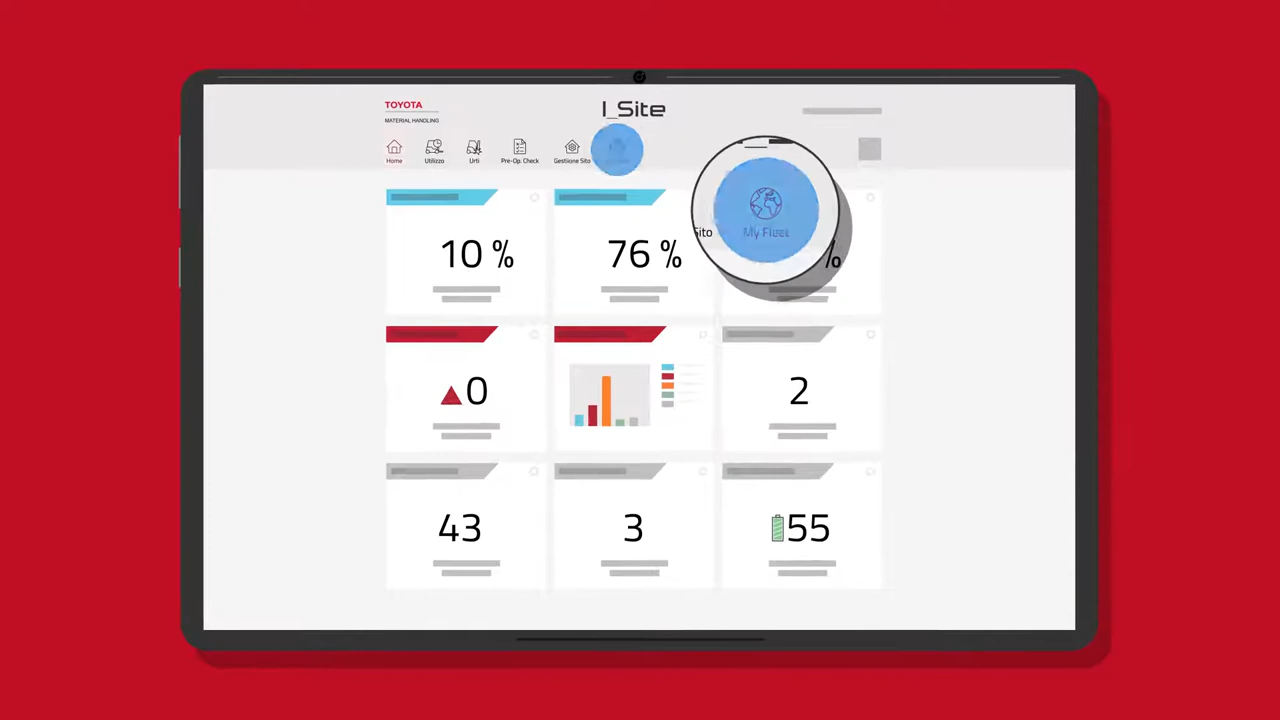 TOYOTA
MATERIAL HANDLING
I_Site
Home
Utilizzo
Urti
Pre-Op. Check
Gestiione Sito
Sito
My Fleet
10 %
76 %
%
0
2
43
3
55